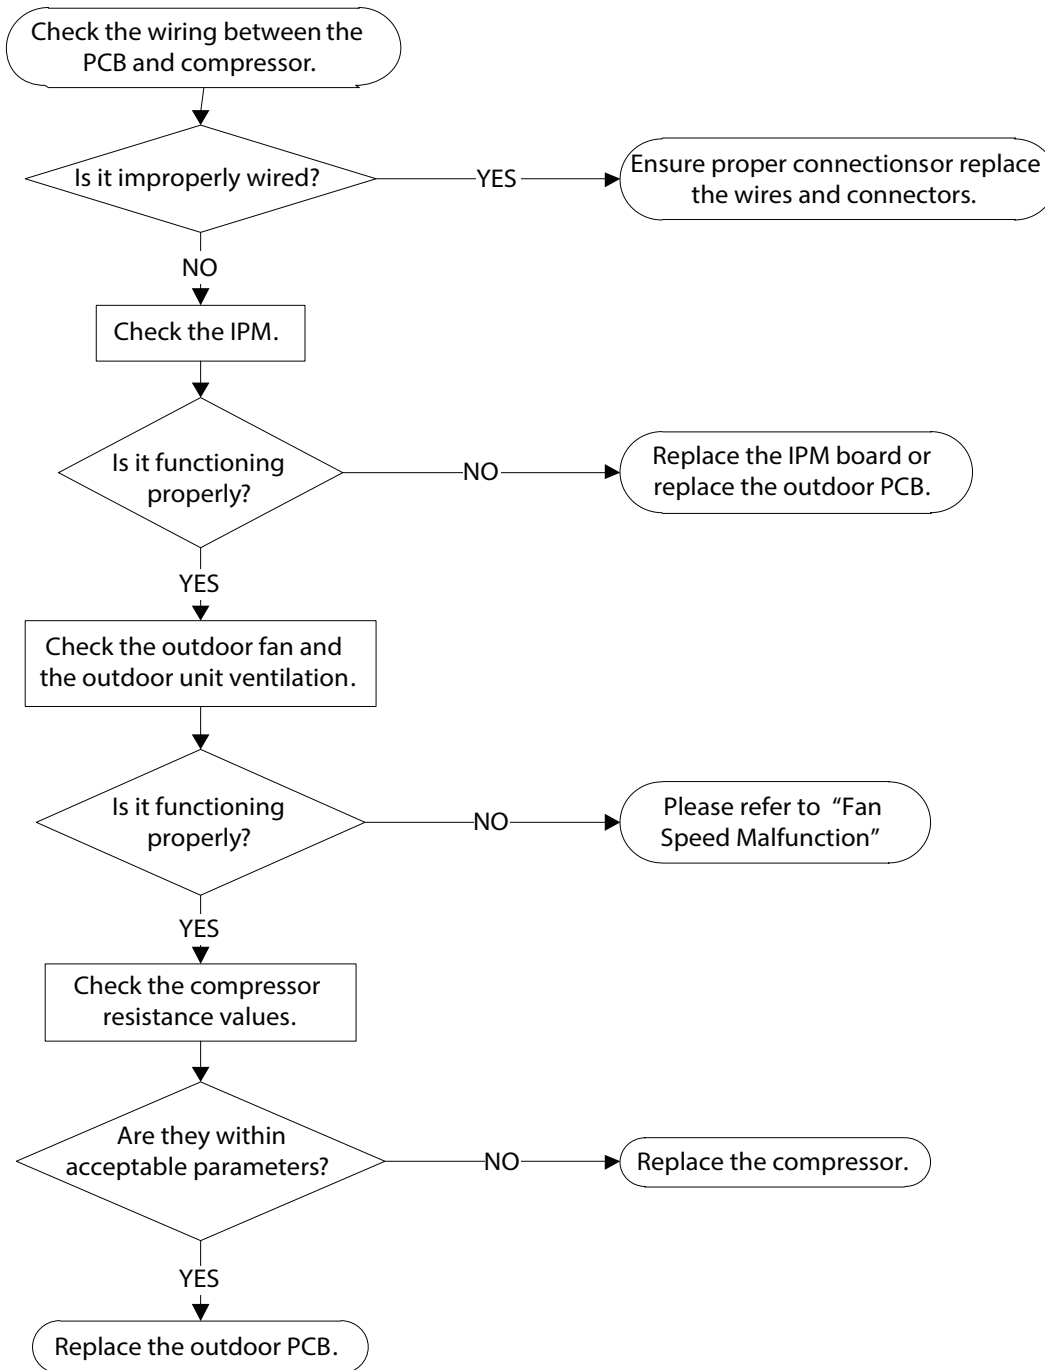 Check the wiring between the
PCB and compressor.
Is it improperly wired?
YES
Ensure proper connectionsor replace
the wires and connectors.
NO
Check the IPM.
Is it functioning
properly?
NO
Replace the IPM board or
replace the outdoor PCB.
YES
Check the outdoor fan and
the outdoor unit ventilation.
Is it functioning
properly?
NO
Please refer to “Fan
Speed Malfunction”
YES
Check the compressor
resistance values.
Are they within
acceptable parameters?
NO
Replace the compressor.
YES
Replace the outdoor PCB.